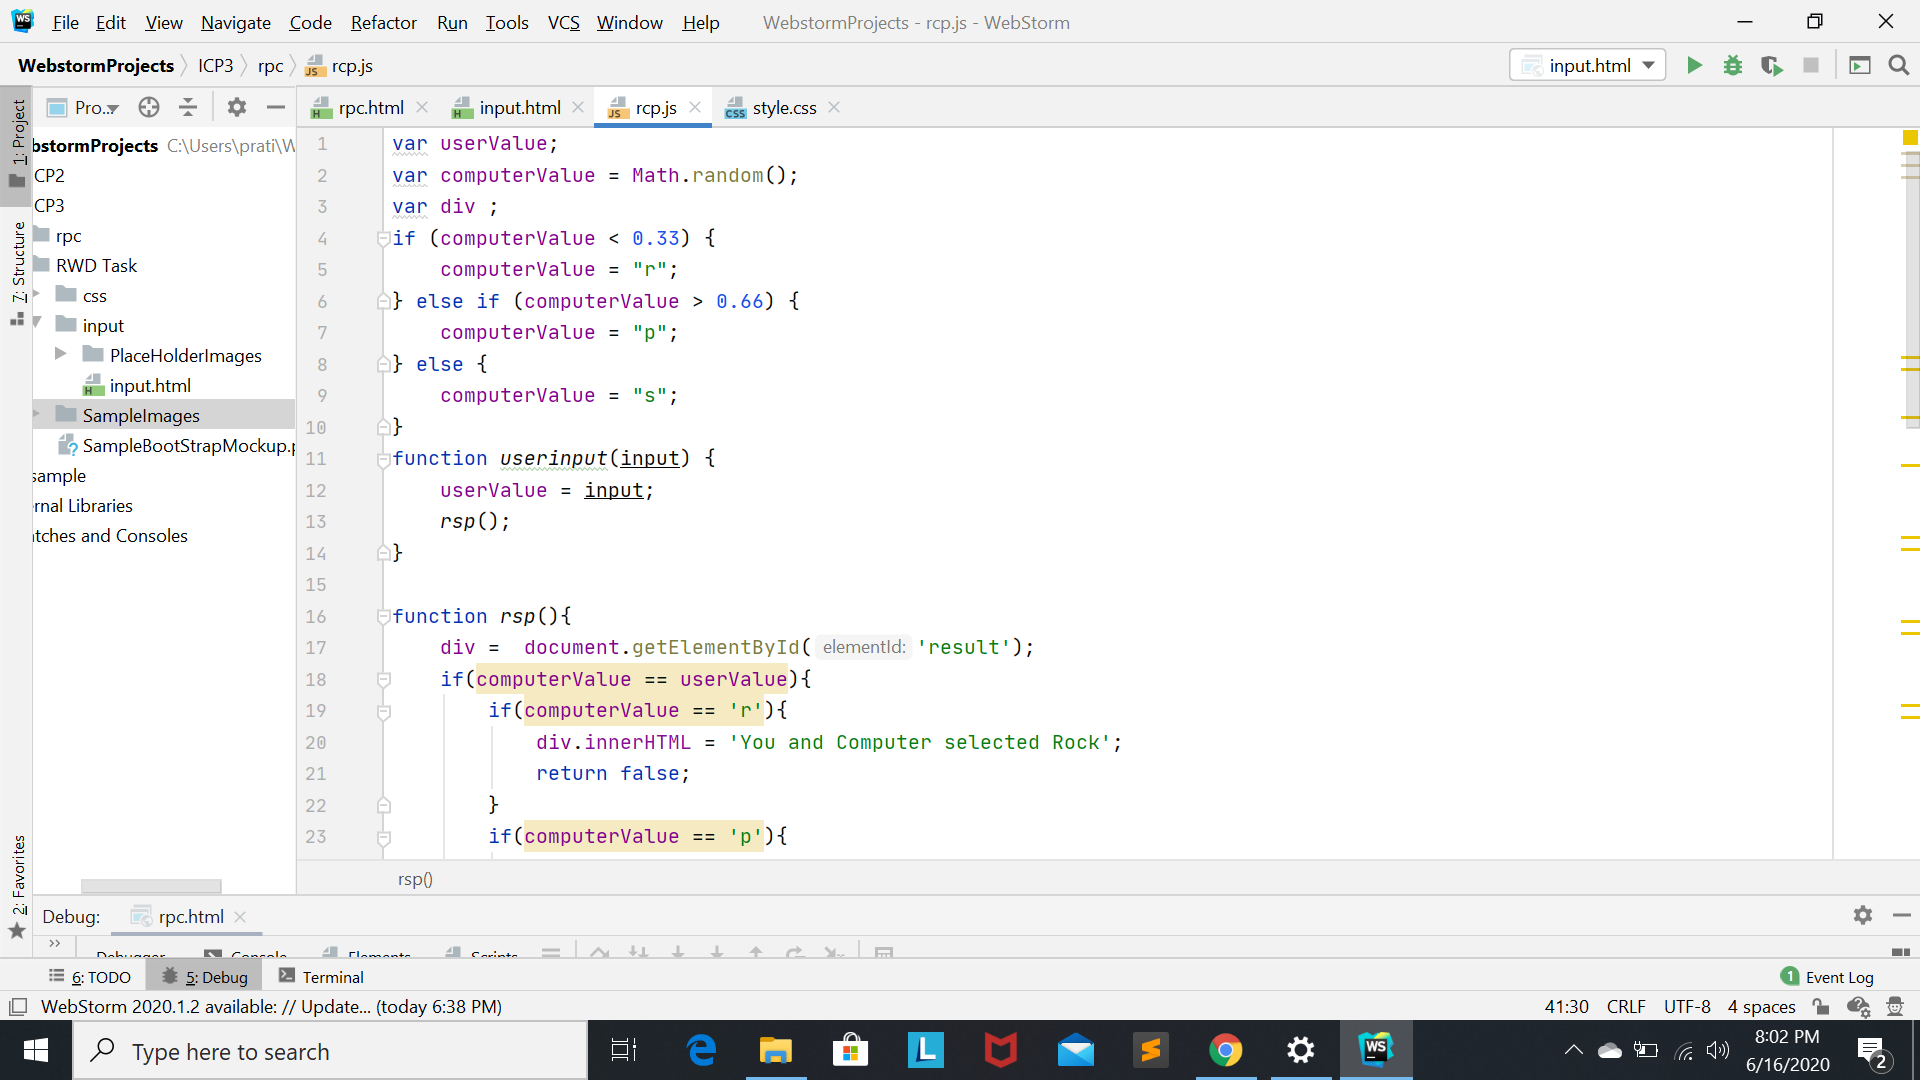 WS File Edit View Navigate Code Refactor Run Tools VCS Window Help WebstormProjects - rcp.js - WebStorm
WebstormProjects ICP3 rpc JS rcp.js input.html
1: Project
7: Structure
2: Favorites
Pro..
bstormProjects C:\Users\prati\W
CP2
CP3
rpc
RWD Task
css
input
PlaceHolderImages
H input.html
SampleImages
SampleBootStrapMockup.p
sample
rnal Libraries
tches and Consoles
H rpc.html H input.html JS rcp.js CSS style.css
1 var userValue;
2 var computerValue = Math.random();
3 var div ;
4 if (computerValue < 0.33) {
5 computerValue = "r";
6 } else if (computerValue > 0.66) {
7 computerValue = "p";
8 } else {
9 computerValue = "s";
10 }
11 function userinput(input) {
12 userValue = input;
13 rsp();
14 }
15
16 function rsp(){
17 div = document.getElementById( elementId: 'result');
18 if(computerValue == userValue){
19 if(computerValue == 'r'){
20 div.innerHTML = 'You and Computer selected Rock';
21 return false;
22 }
23 if(computerValue == 'p'){
rsp()
Debug: rpc.html
Debugger Console Elements Scripts
6: TODO 5: Debug Terminal 1 Event Log
WebStorm 2020.1.2 available: // Update... (today 6:38 PM) 41:30 CRLF UTF-8 4 spaces
Type here to search L WS 8:02 PM
6/16/2020 2